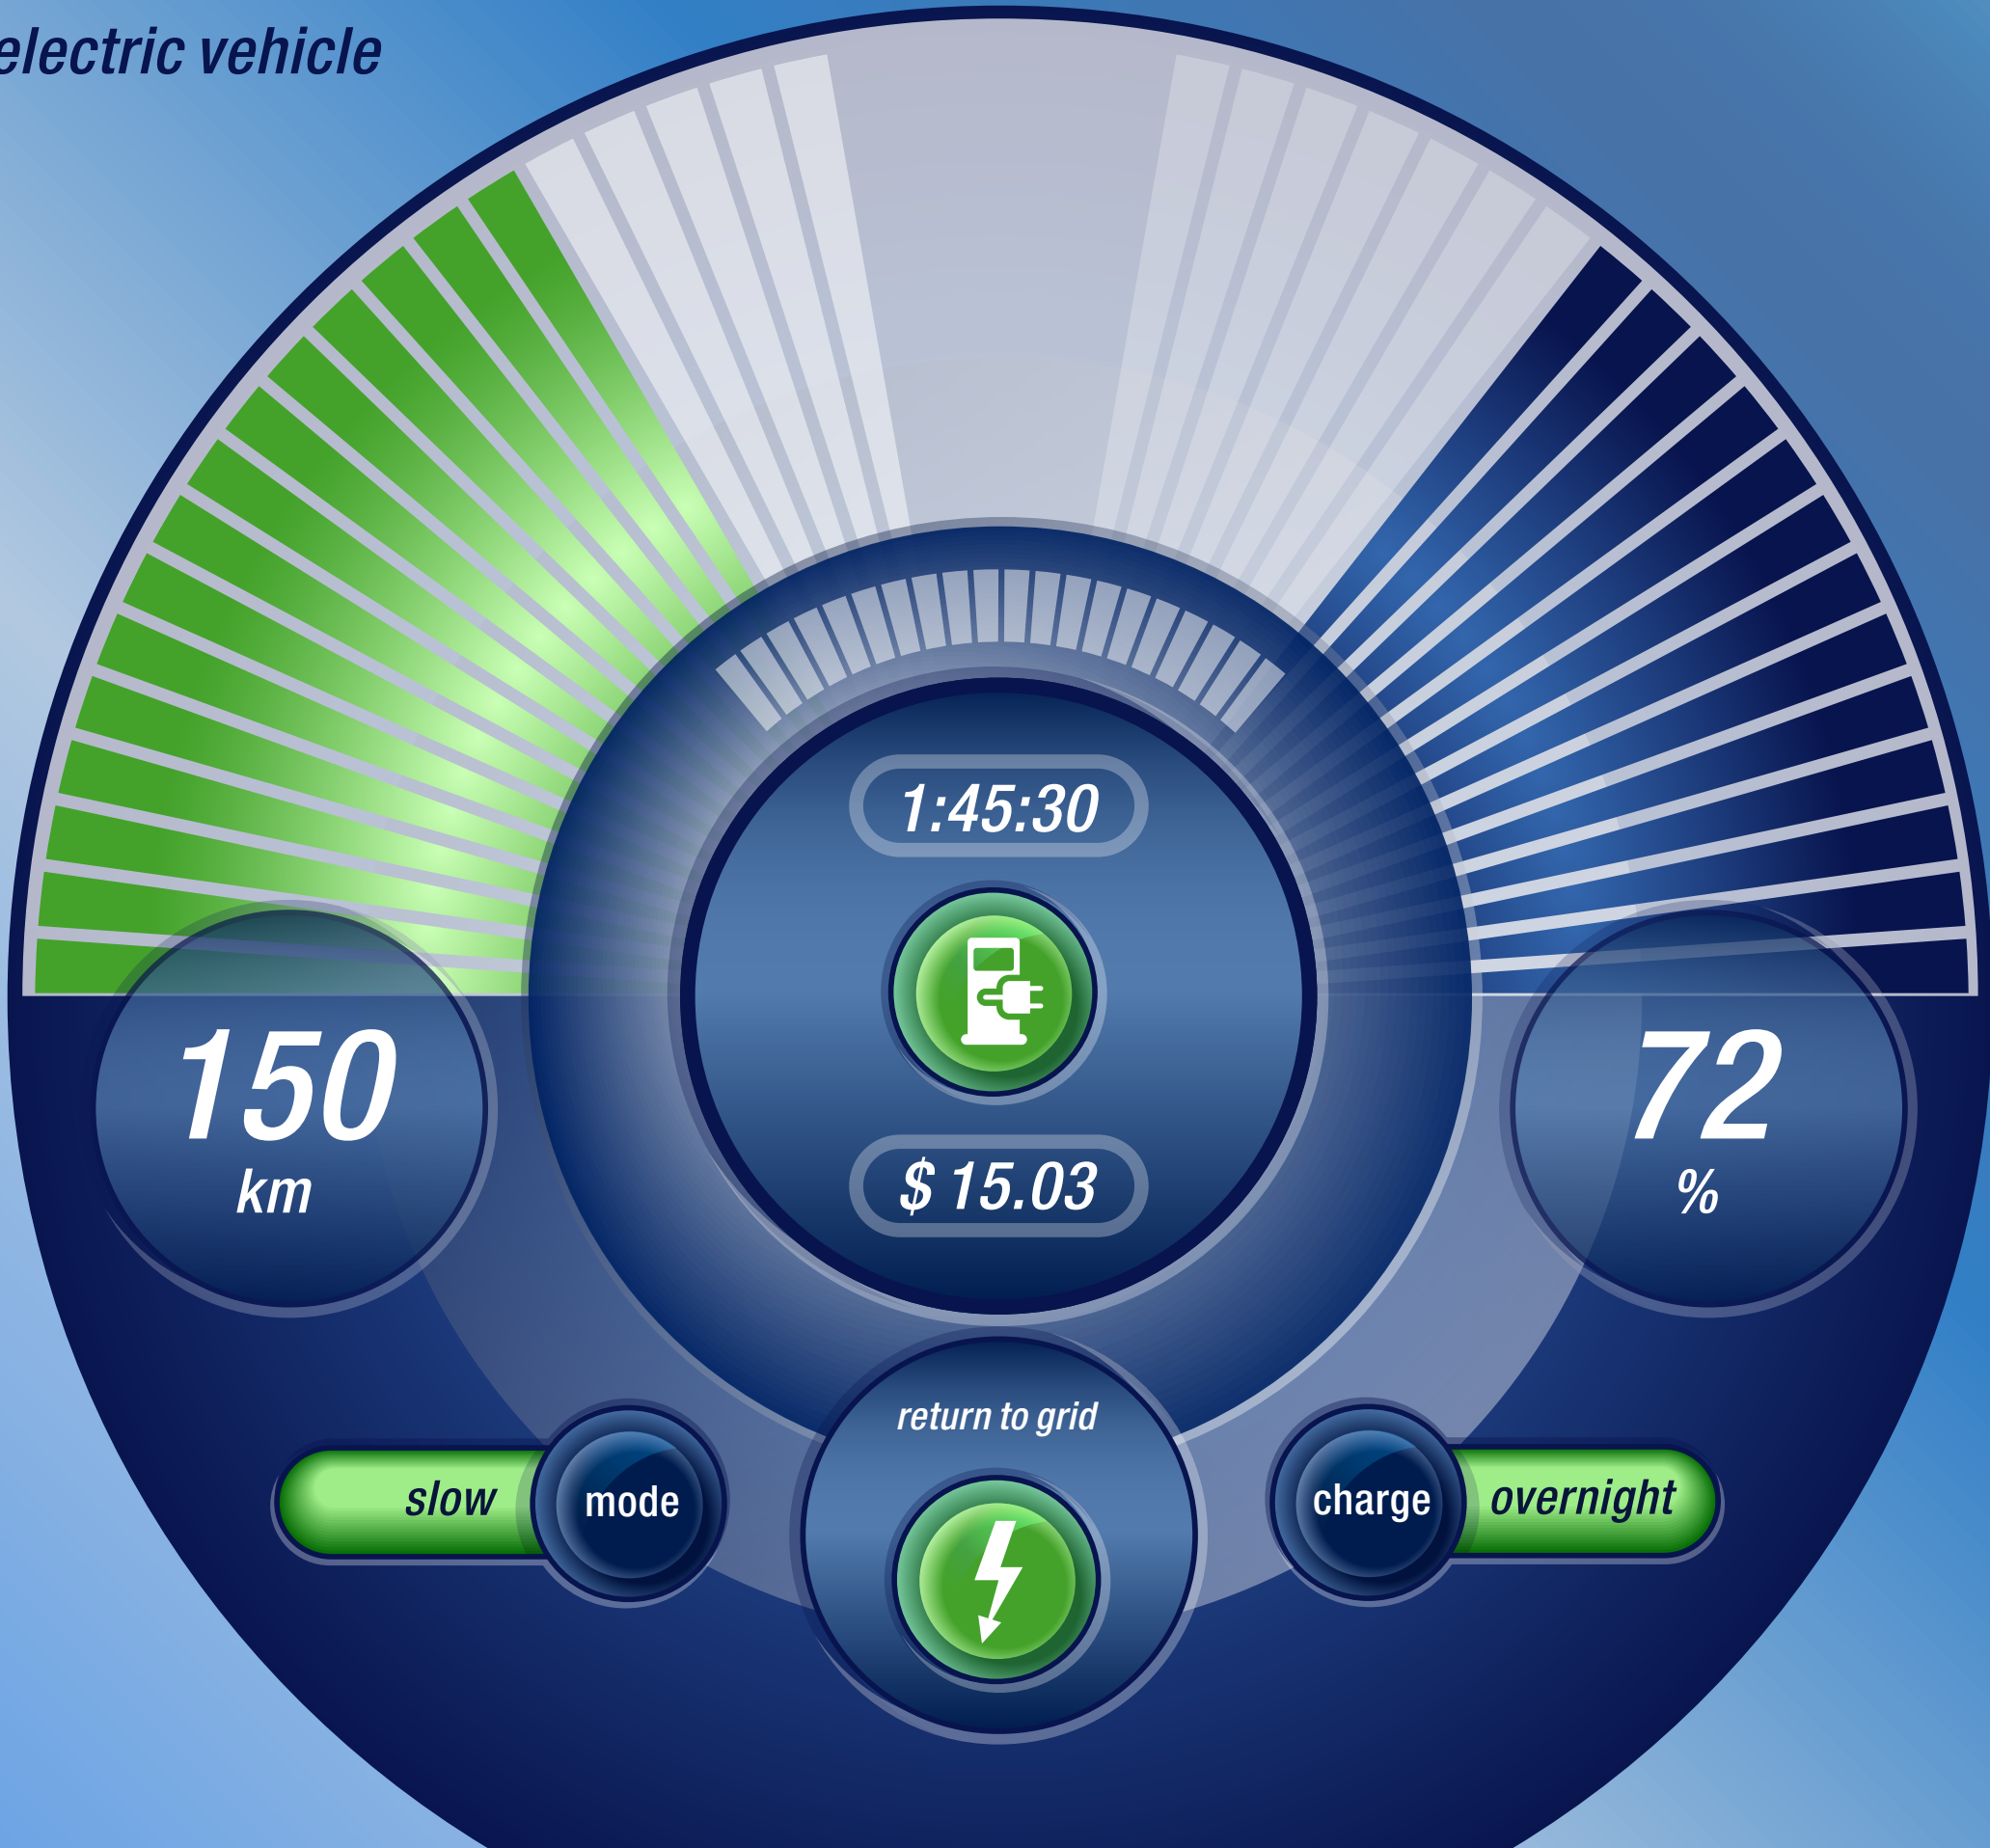 electric vehicle
1:45:30
150
km
72
%
$ 15.03
return to grid
slow
mode
charge
overnight